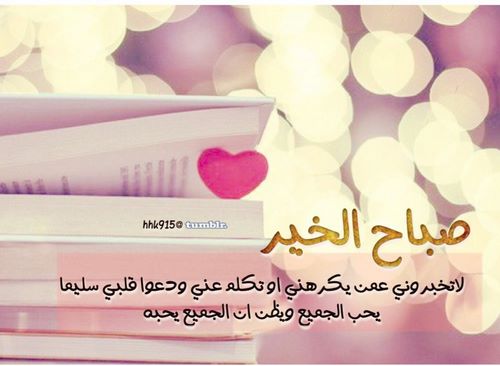 hhk915@ tumblr.
صباح الخير
لاتخبروني عمن يكرهني او تكلم عني ودعوا قلبي سليما
يحب الجميع ويظن ان الجميع يحبه